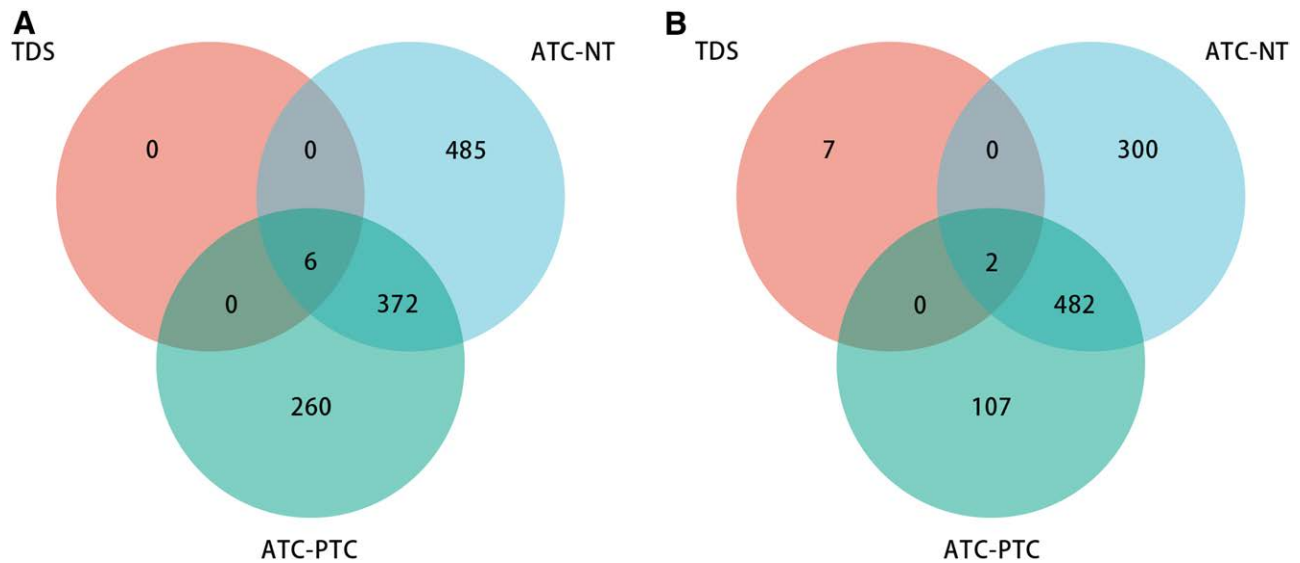 A
TDS
ATC-NT
0
0
485
6
0
372
260
ATC-PTC
B
TDS
ATC-NT
7
0
300
2
0
482
107
ATC-PTC